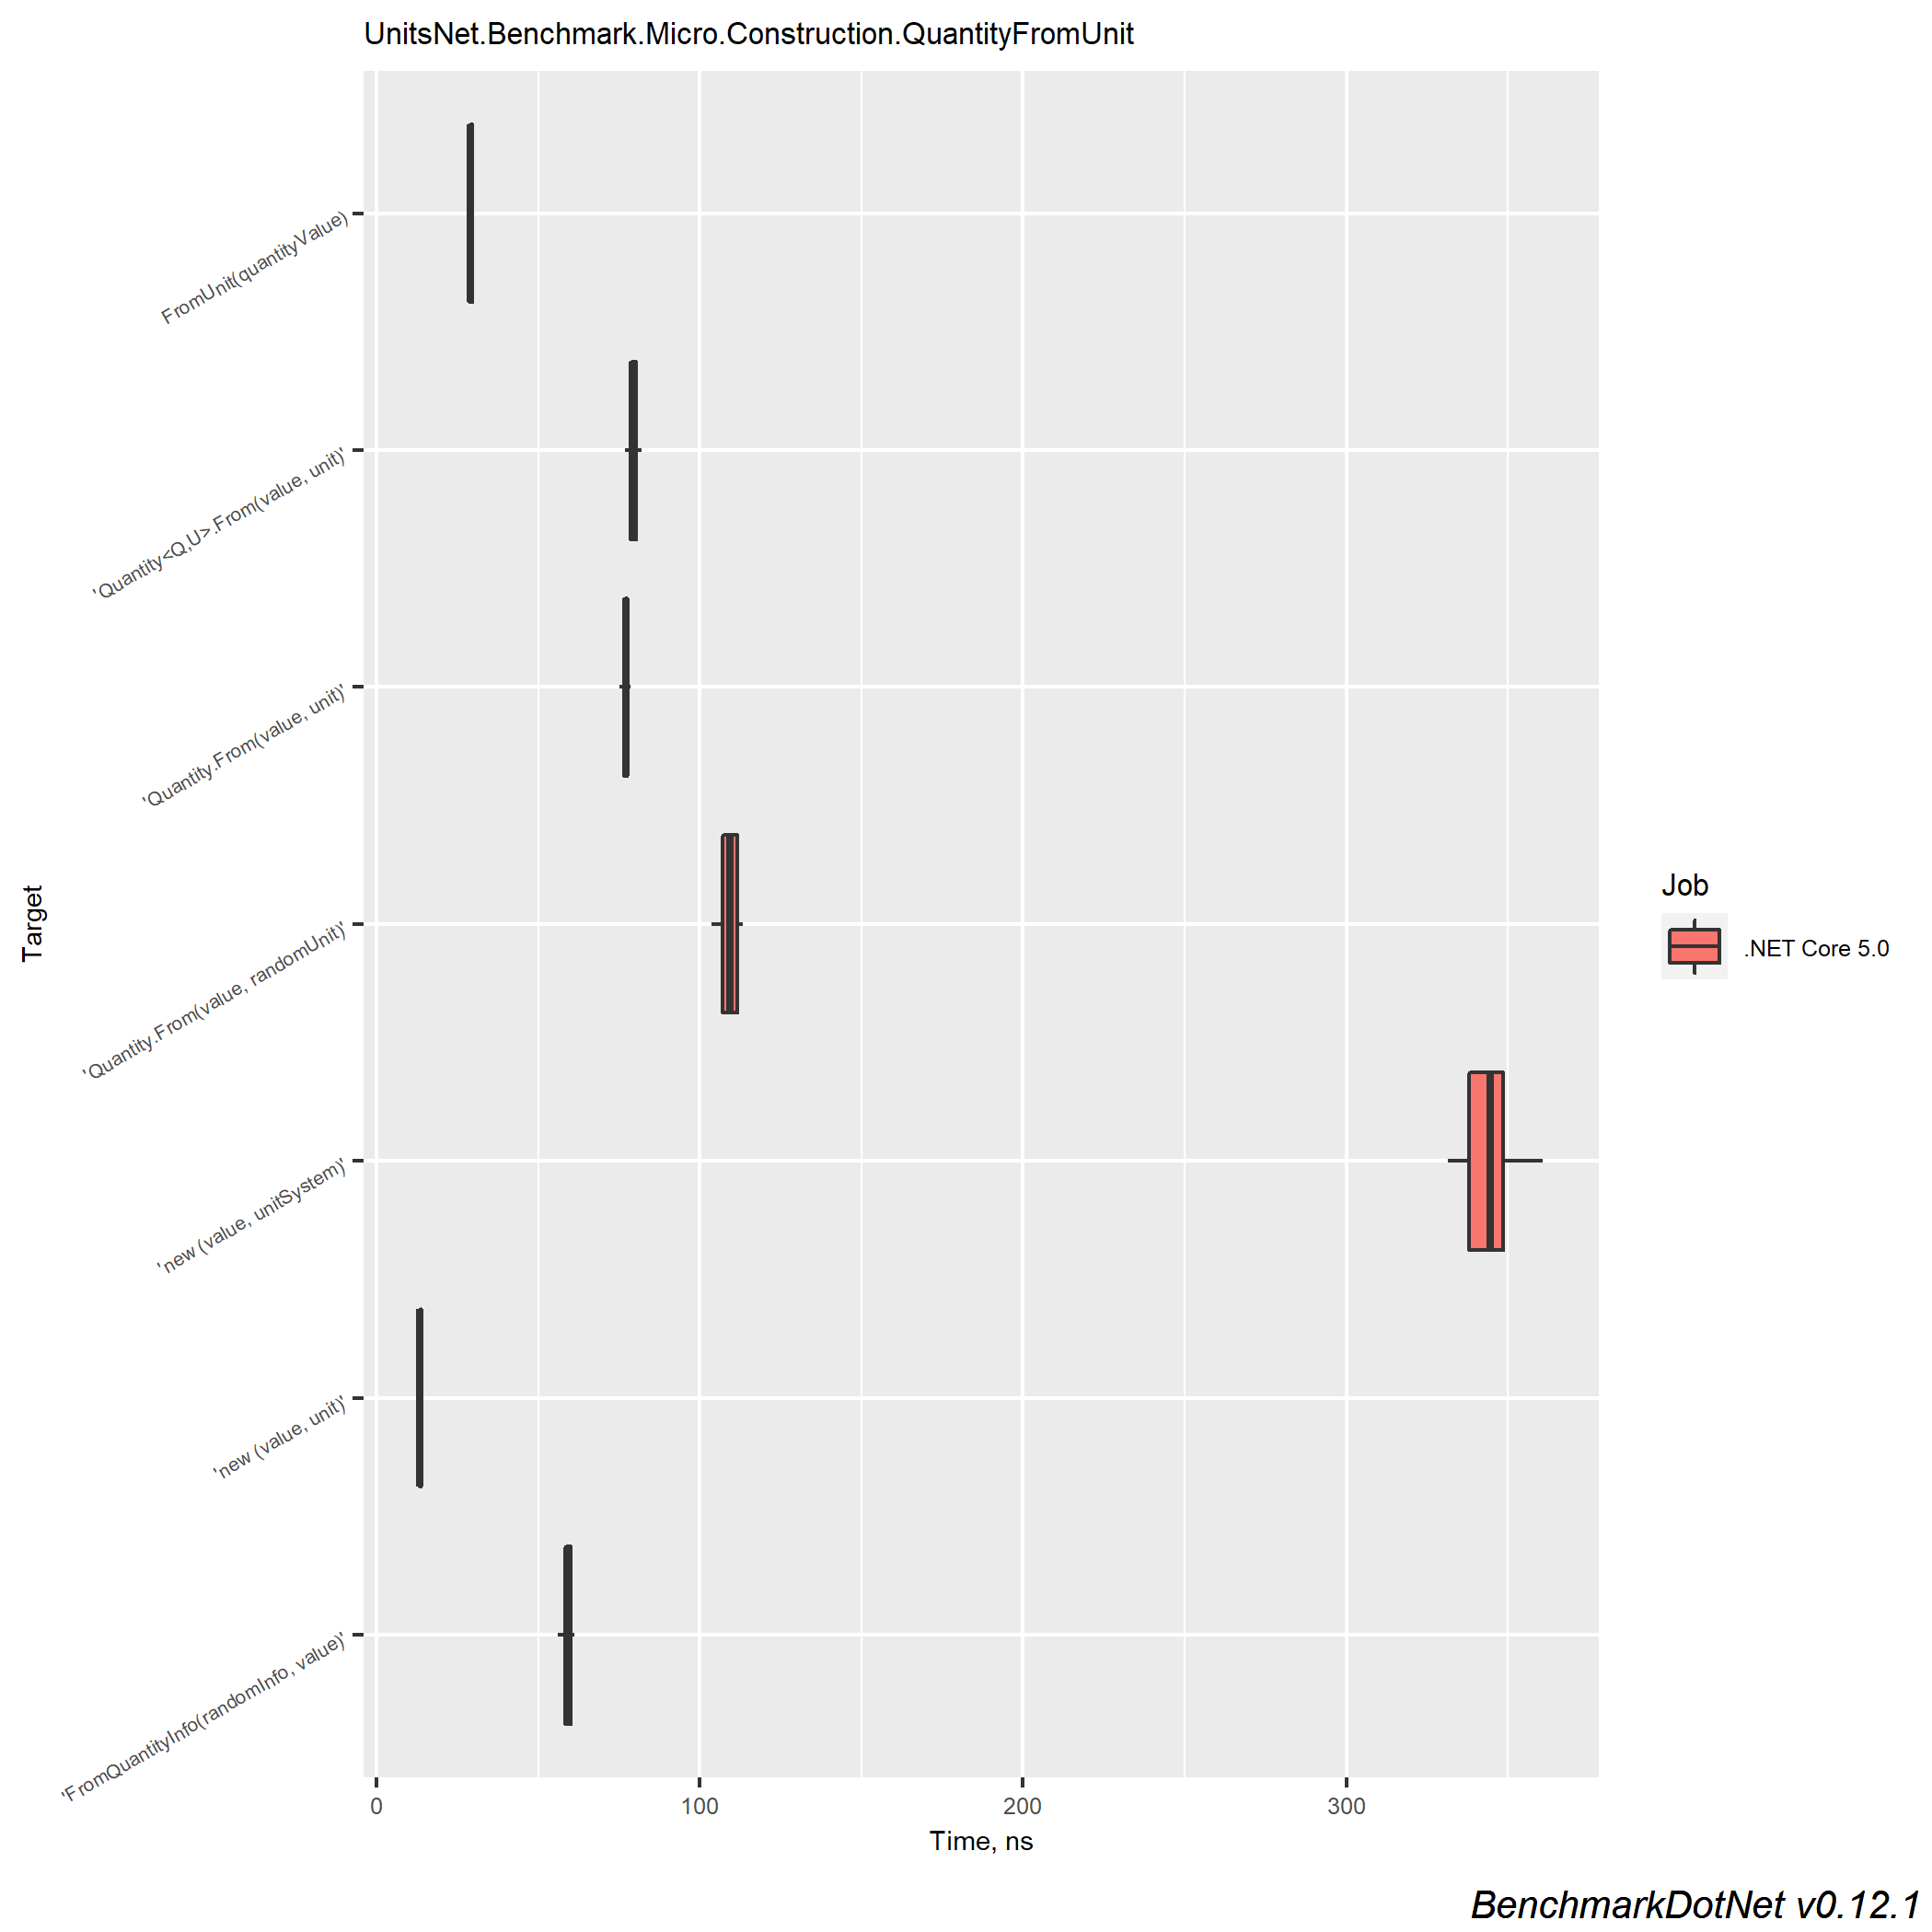 UnitsNet.Benchmark.Micro.Construction.QuantityFromUnit
FromUnit(quantityValue)
'Quantity<Q,U>.From(value, unit)'
'Quantity.From(value, unit)'
'Quantity.From(value, randomUnit)'
'new (value, unitSystem)'
'new (value, unit)'
'FromQuantityInfo(randomInfo, value)'
Target
0 100 200 300
Time, ns
Job
.NET Core 5.0
BenchmarkDotNet v0.12.1